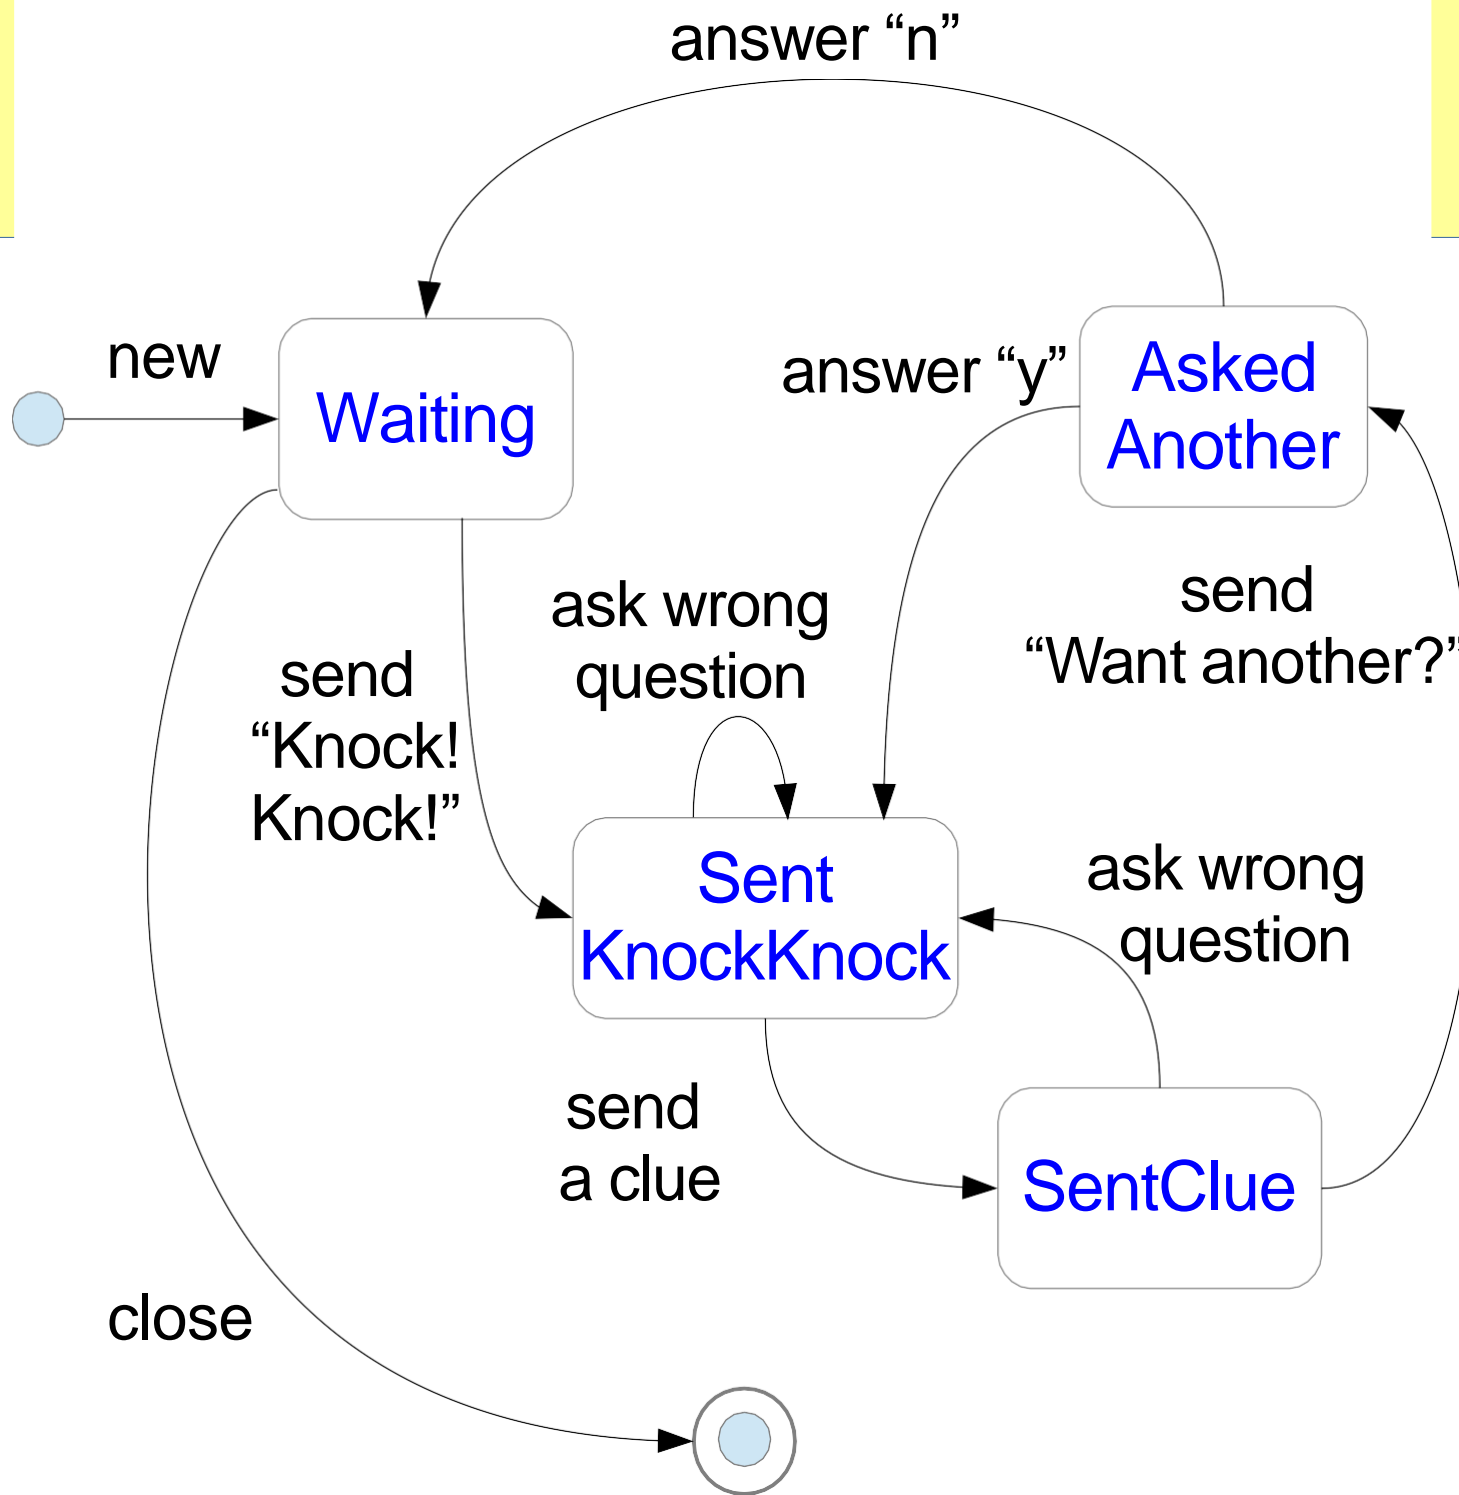 answer “n”
new
Waiting
answer “y”
Asked
Another
send
“Want another?”
ask wrong
question
send
“Knock!
Knock!”
Sent
KnockKnock
ask wrong
question
send
a clue
SentClue
close